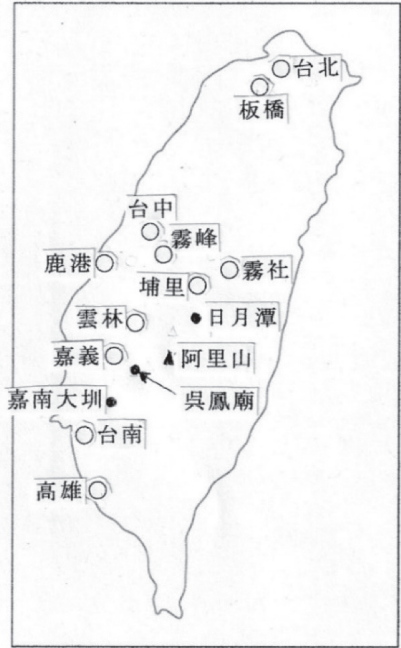 台北
板橋
台中
霧峰
鹿港
霧社
埔里
雲林
日月潭
嘉義
阿里山
嘉南大圳
呉鳳廟
台南
高雄